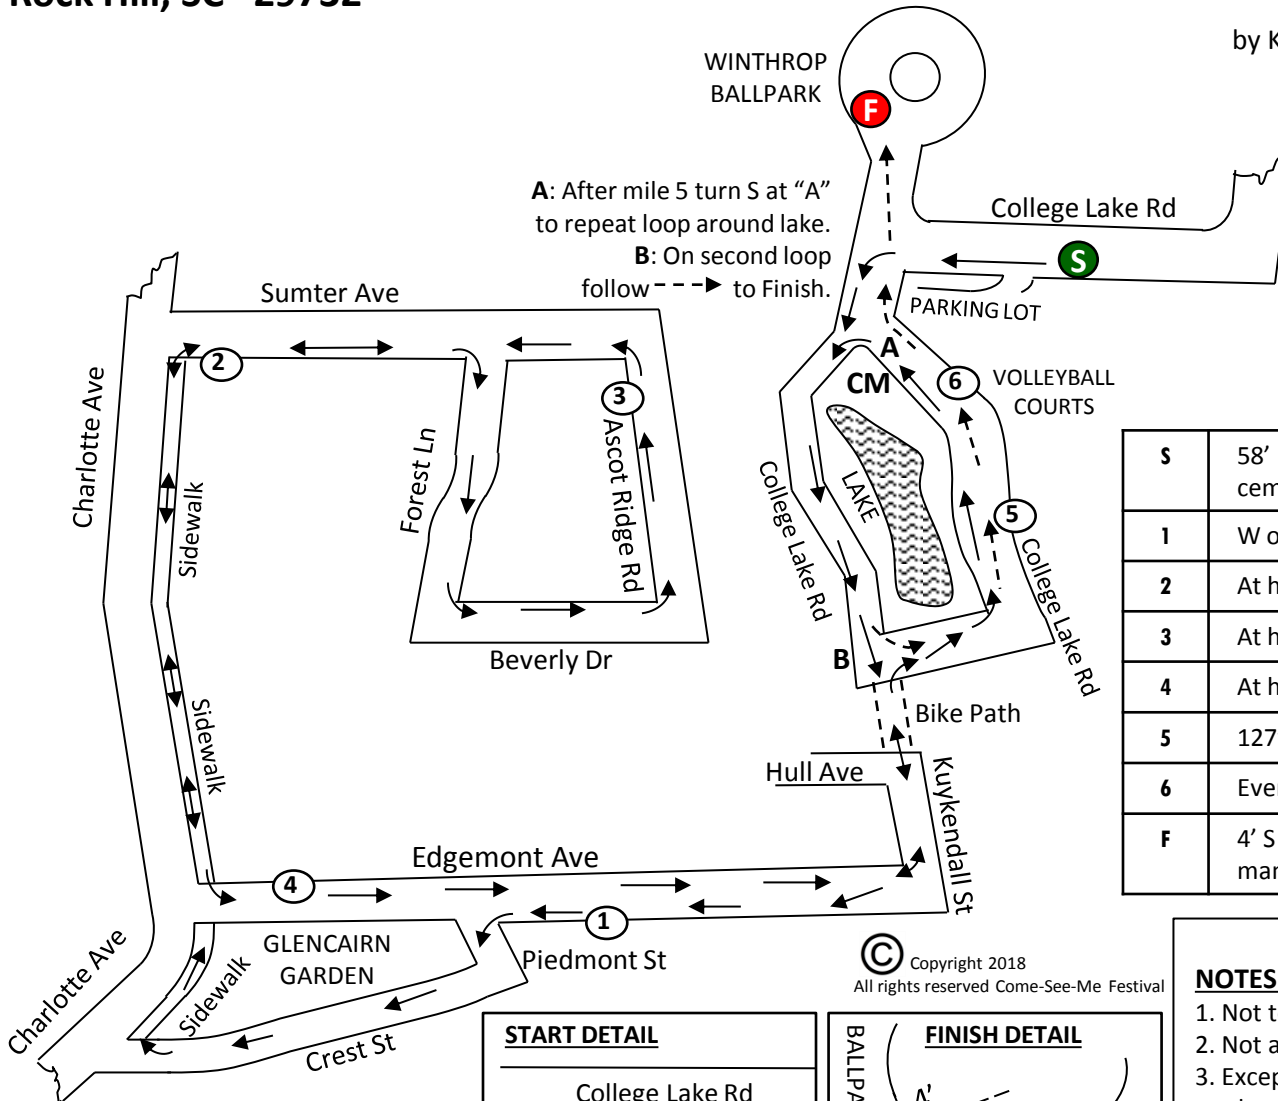 Rock Hill, SC 29732
by K
WINTHROP
BALLPARK
F
A: After mile 5 turn S at “A”
to repeat loop around lake.
B: On second loop
follow to Finish.
College Lake Rd
S
PARKING LOT
Sumter Ave
2
3
A
CM
6
VOLLEYBALL
COURTS
Charlotte Ave
Sidewalk
Forest Ln
Ascot Ridge Rd
College Lake Rd
LAKE
5
College Lake Rd
Beverly Dr
B
Bike Path
Sidewalk
Hull Ave
Kuykendall St
Edgemont Ave
4
1
GLENCAIRN
GARDEN
Piedmont St
Charlotte Ave
Sidewalk
Crest St
S 58’
cem
1 W o
2 At h
3 At h
4 At h
5 127
6 Ever
F 4’ S
mar
© Copyright 2018
All rights reserved Come-See-Me Festival
START DETAIL
College Lake Rd
FINISH DETAIL
BALLPA
4’
NOTES
1. Not t
2. Not a
3. Excep